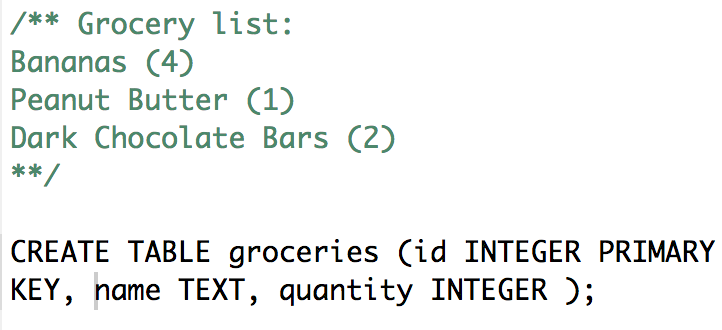 /** Grocery list:
Bananas (4)
Peanut Butter (1)
Dark Chocolate Bars (2)
**/
CREATE TABLE groceries (id INTEGER PRIMARY
KEY, name TEXT, quantity INTEGER );